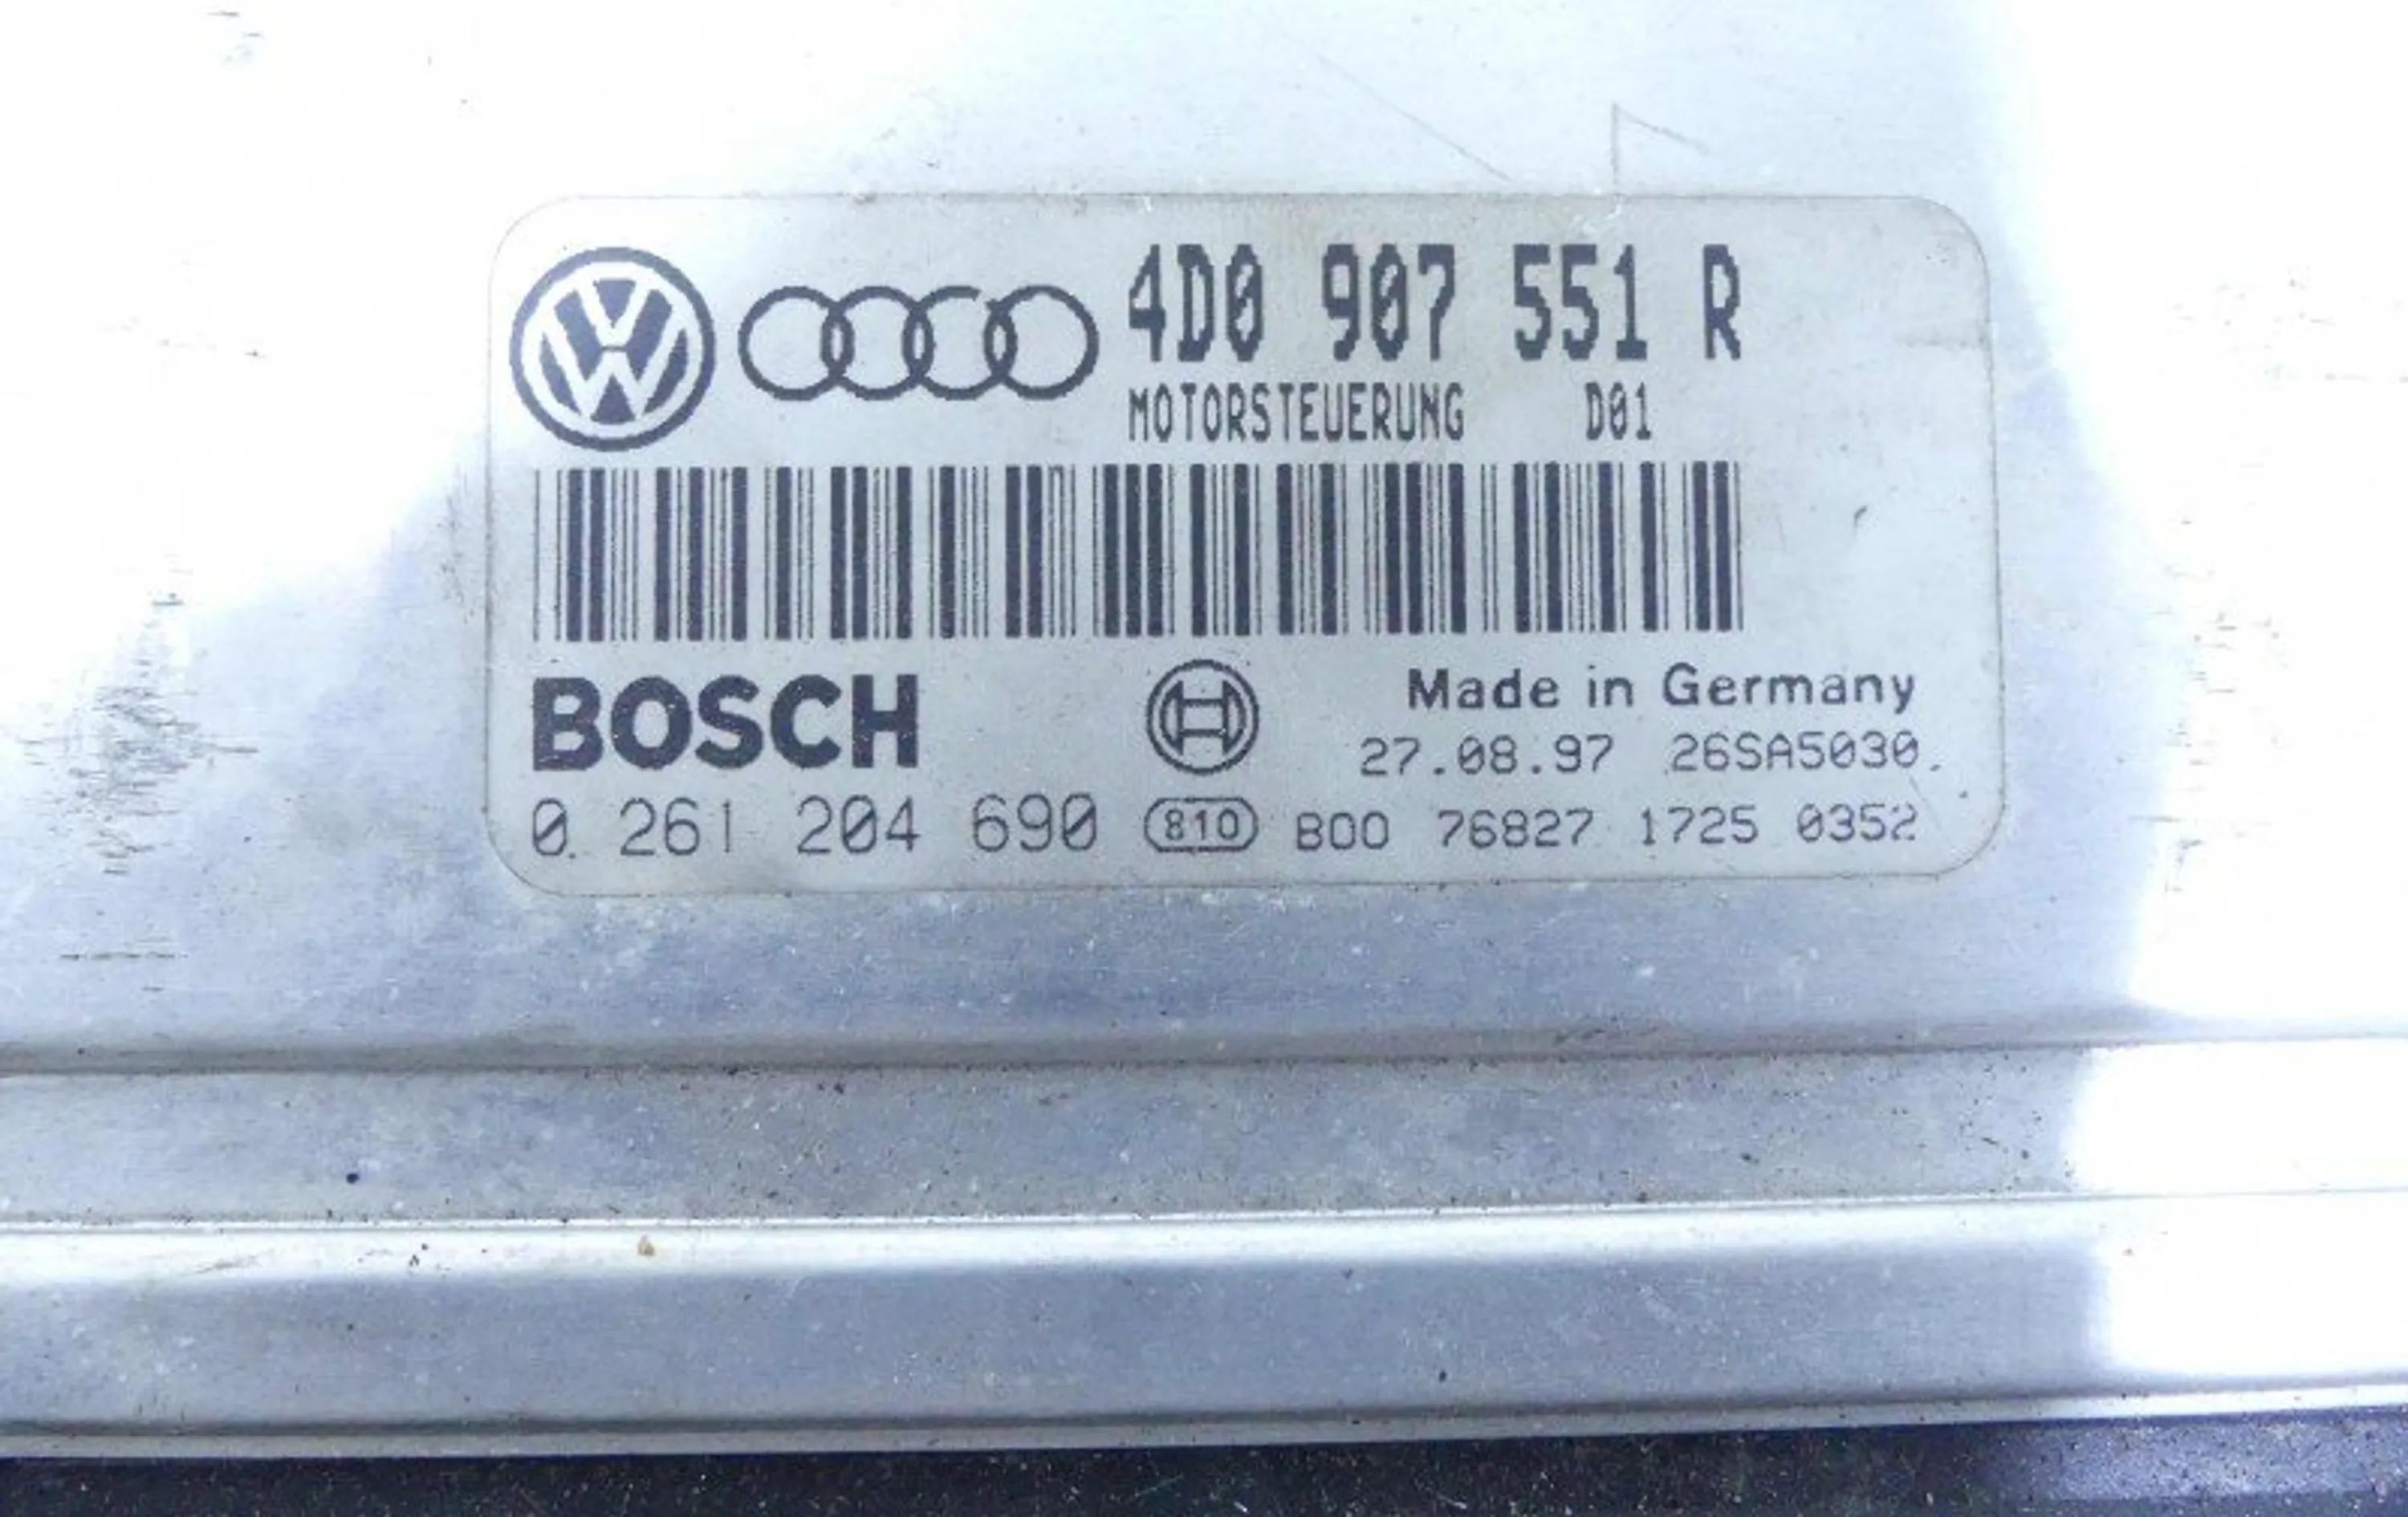 4D0 907 551 R
MOTORSTEUERUNG D01
BOSCH
Made in Germany
27.08.97 26SA5030
0 261 204 690 810 B00 76827 1725 0352